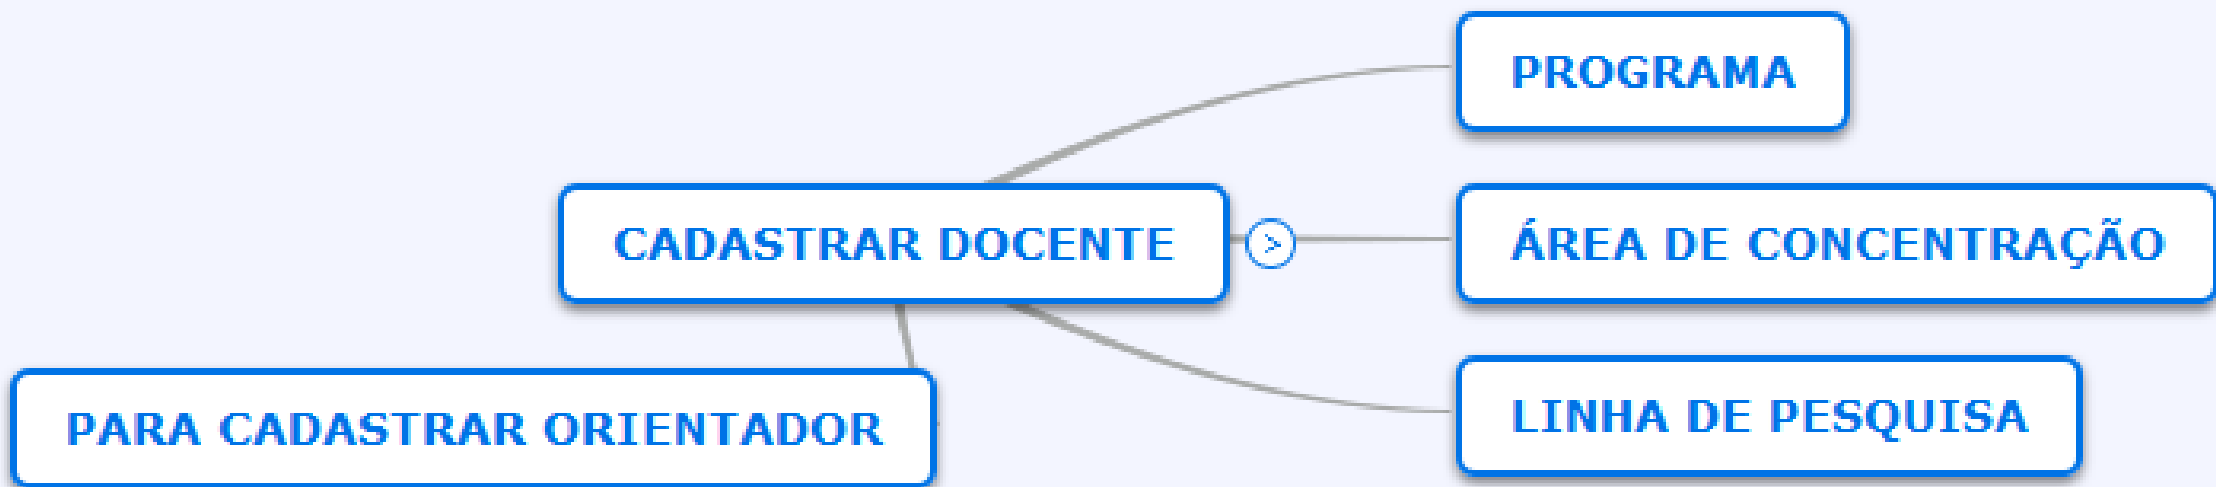 PROGRAMA
CADASTRAR DOCENTE
>
ÁREA DE CONCENTRAÇÃO
LINHA DE PESQUISA
PARA CADASTRAR ORIENTADOR